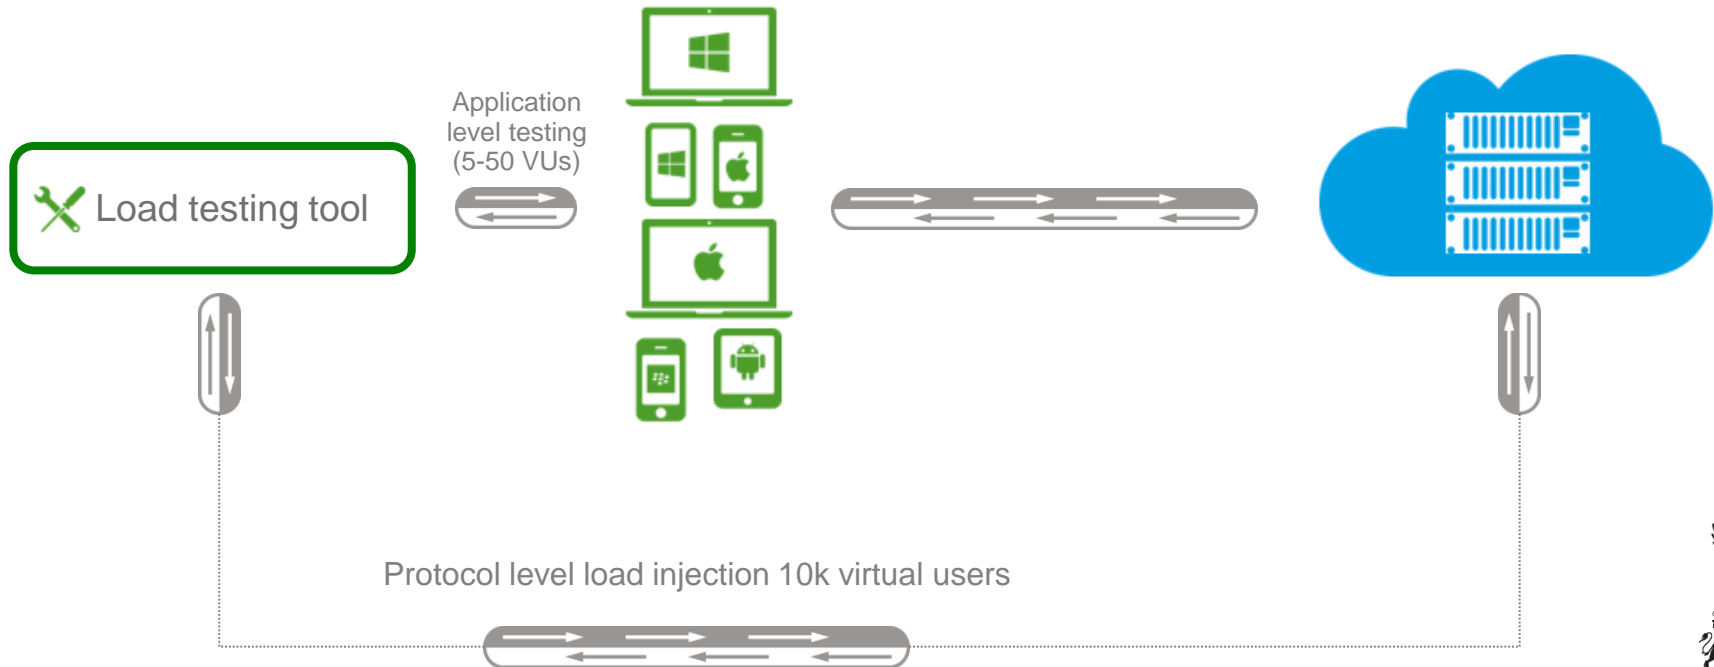 Application
level testing
(5-50 VUs)
Load testing tool
Protocol level load injection 10k virtual users